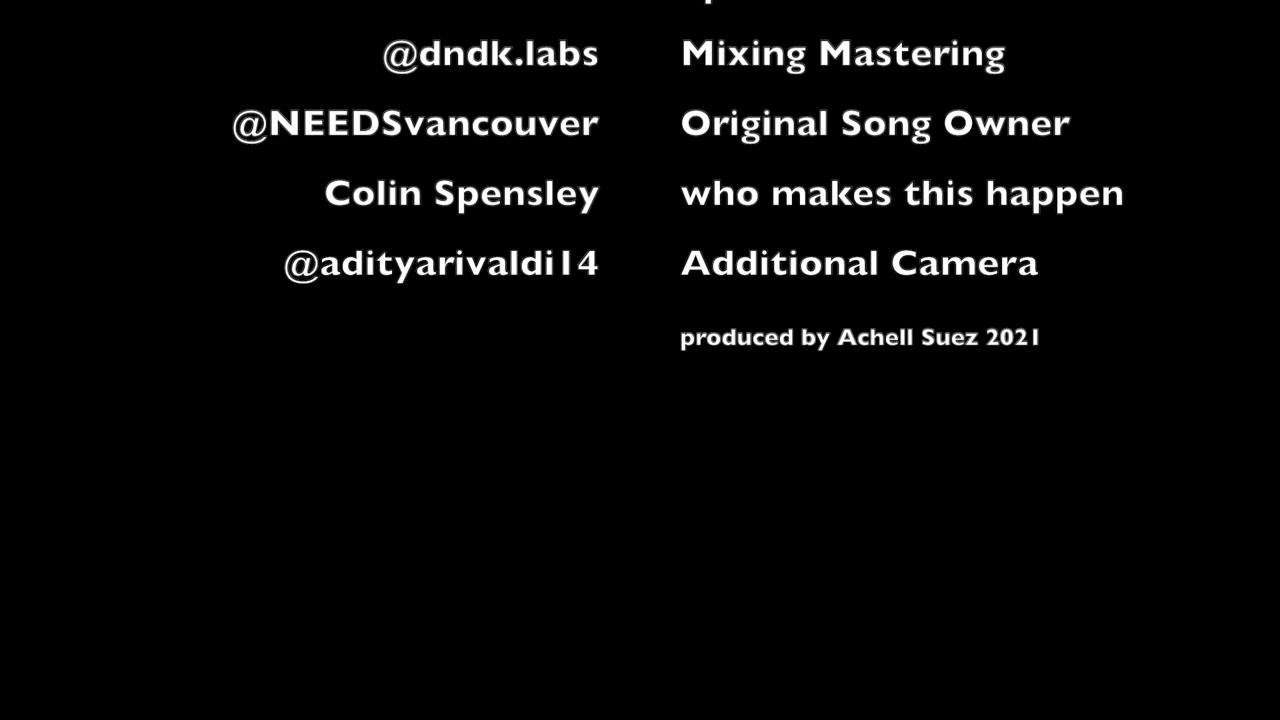 @dndk.labs Mixing Mastering
@NEEDSvancouver Original Song Owner
Colin Spensley who makes this happen
@adityarivaldi14 Additional Camera
produced by Achell Suez 2021